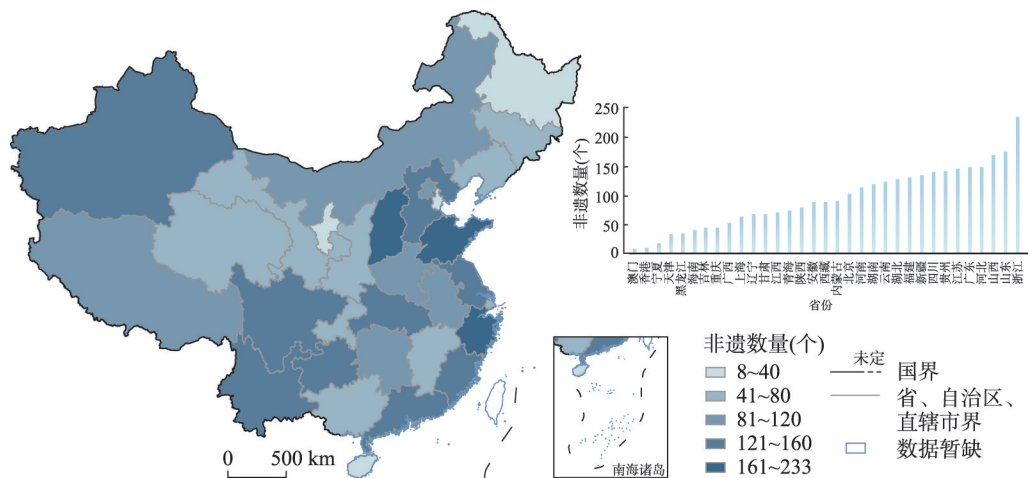 250
200
150
100
50
0
非遗数量(个)
澳门
香港
宁夏
天津
黑龙江
海南
吉林
重庆
广西
上海
辽宁
甘肃
江西
青海
陕西
安徽
西藏
内蒙古
北京
河南
湖南
云南
湖北
福建
新疆
四川
贵州
江苏
广东
河北
山西
山东
浙江
省份
非遗数量(个)
8~40
41~80
81~120
121~160
161~233
未定
国界
省、自治区、
直辖市界
数据暂缺
南海诸岛
0 500 km